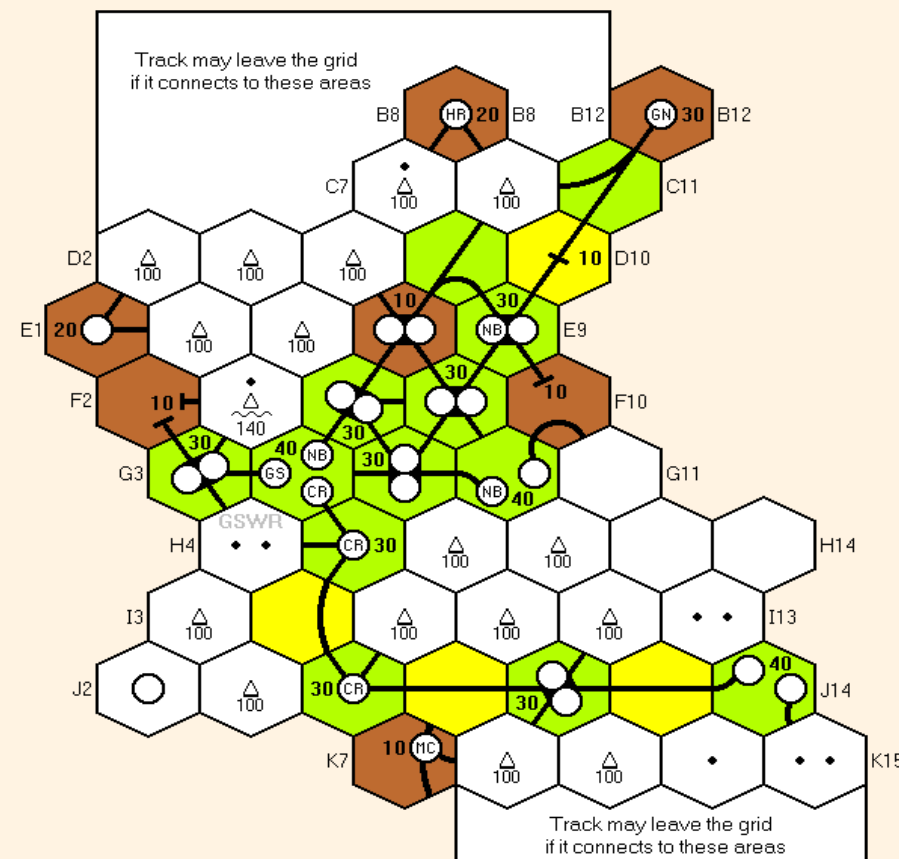 Track may leave the grid
if it connects to these areas
B8 HR 20 B8 B12 GN 30 B12
C7 100 100 C11
D2 100 100 100 10 D10
E1 20 100 100 10 30 NB E9
F2 10 140 30 30 10 F10
G3 30 GS 40 NB CR 30 NB 40 G11
GSWR
H4 CR 30 100 100 H14
I3 100 100 100 100 I13
J2 100 30 CR 30 40 J14
K7 10 MC 100 100 K15
Track may leave the grid
if it connects to these areas